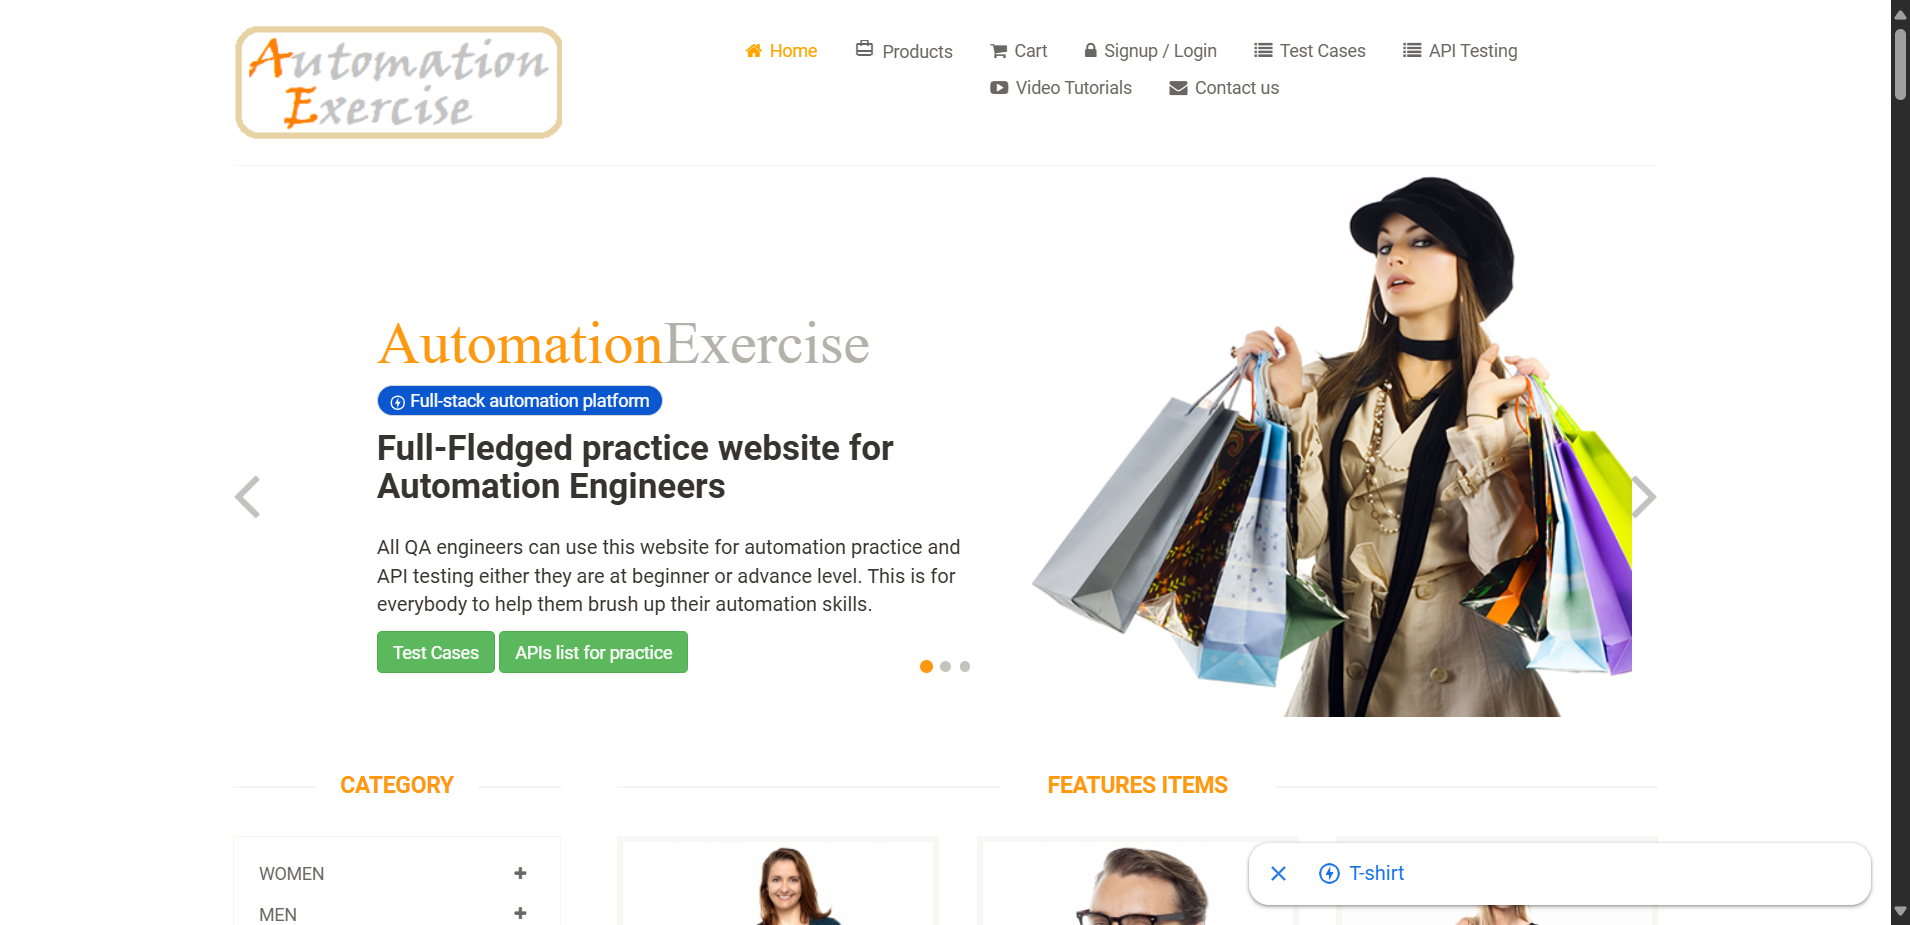 Automation
Exercise
Home
Products
Cart
Signup / Login
Test Cases
API Testing
Video Tutorials
Contact us
AutomationExercise
Full-stack automation platform
Full-Fledged practice website for
Automation Engineers
All QA engineers can use this website for automation practice and
API testing either they are at beginner or advance level. This is for
everybody to help them brush up their automation skills.
Test Cases
APIs list for practice
CATEGORY
FEATURES ITEMS
WOMEN
MEN
T-shirt